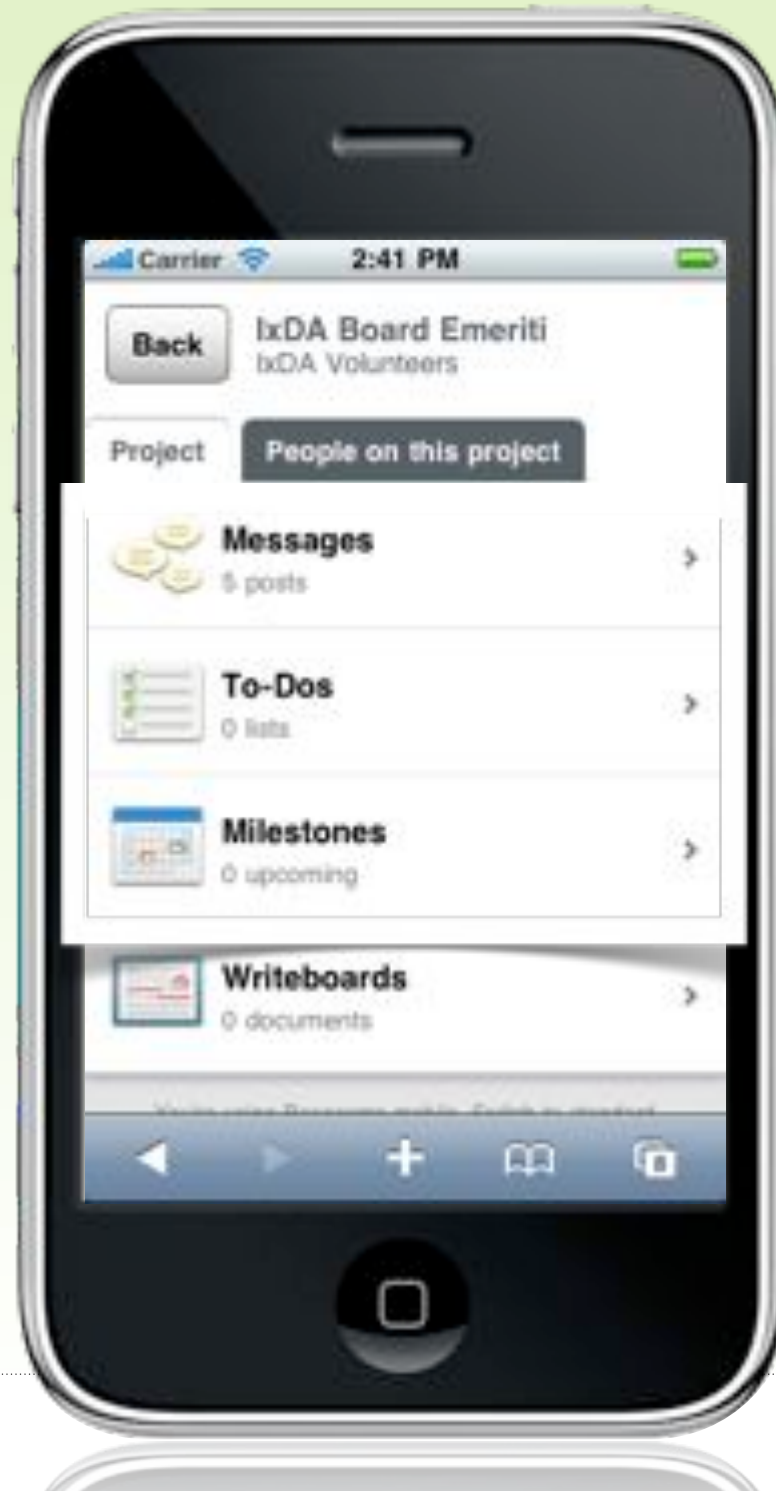 Carrier 2:41 PM
Back
IxDA Board Emeriti
IxDA Volunteers
Project
People on this project
Messages
5 posts
To-Dos
0 lists
Milestones
0 upcoming
Writeboards
0 documents